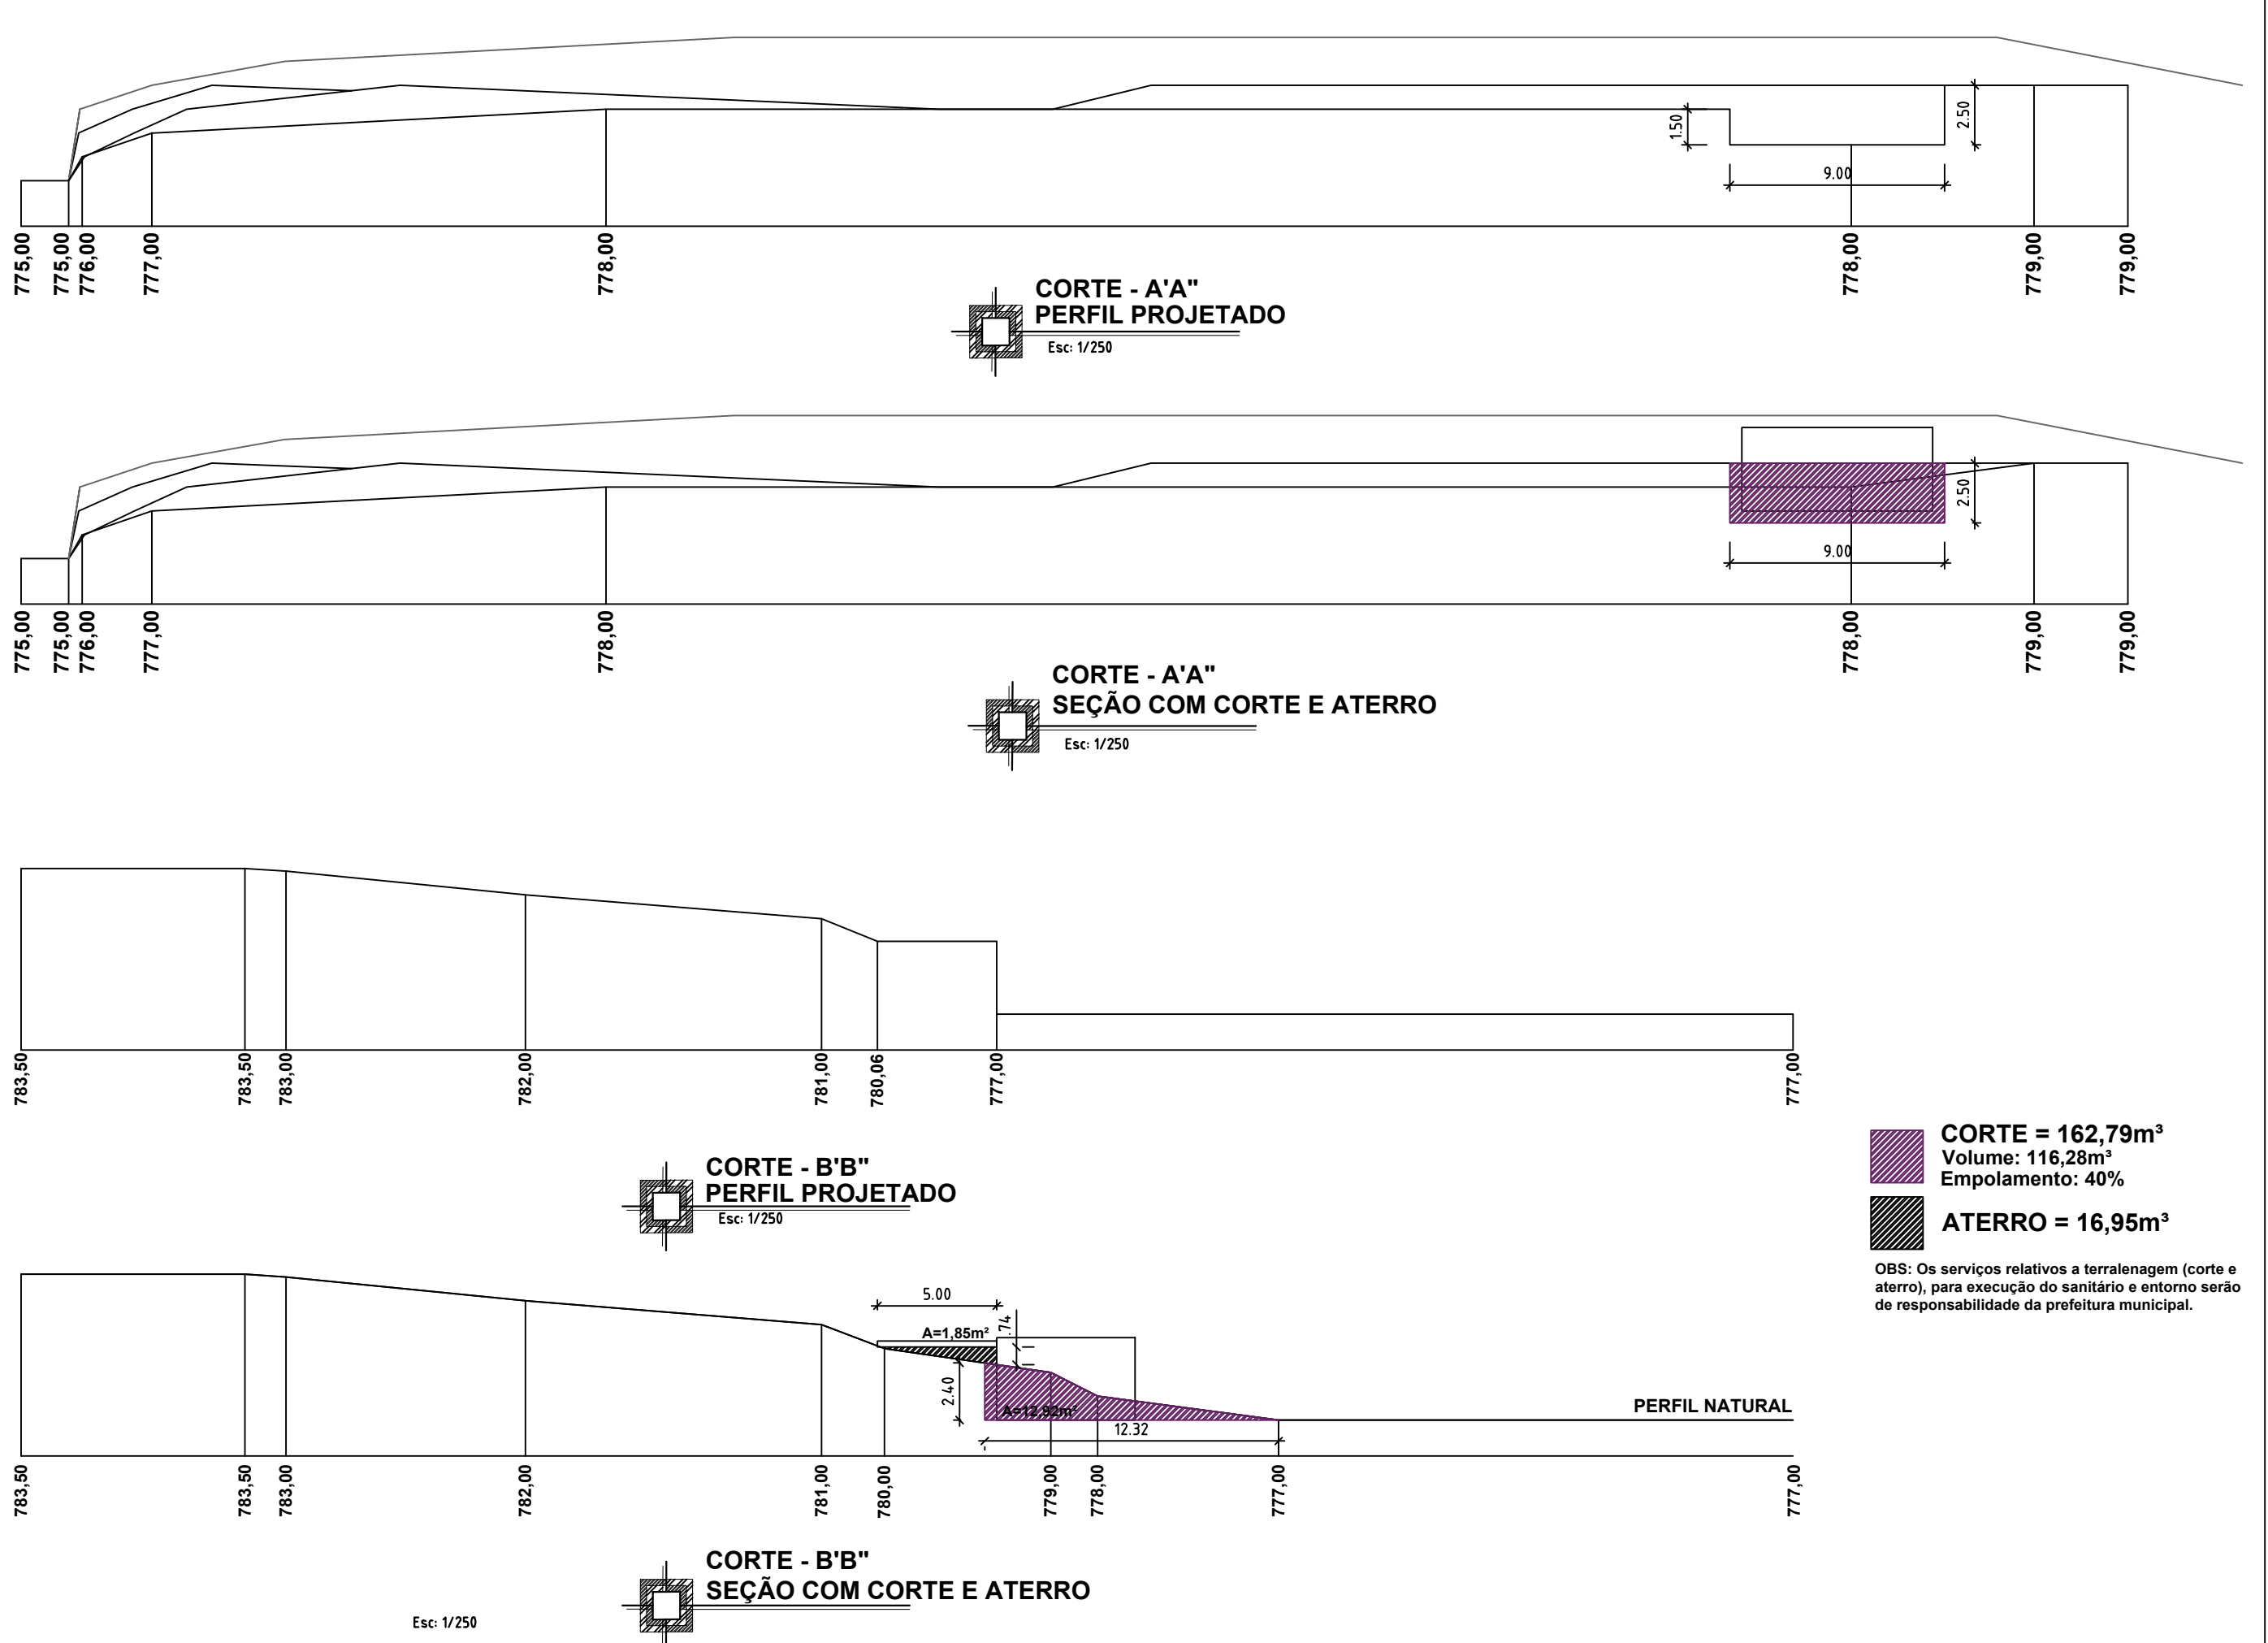 1.50
2.50
9.00
775,00
775,00
776,00
777,00
778,00
778,00
779,00
779,00
CORTE - A'A"
PERFIL PROJETADO
Esc: 1/250
2.50
9.00
775,00
775,00
776,00
777,00
778,00
778,00
779,00
779,00
CORTE - A'A"
SEÇÃO COM CORTE E ATERRO
Esc: 1/250
783,50
783,50
783,00
782,00
781,00
780,06
777,00
777,00
CORTE - B'B"
PERFIL PROJETADO
Esc: 1/250
CORTE = 162,79m³
Volume: 116,28m³
Empolamento: 40%
ATERRO = 16,95m³
OBS: Os serviços relativos a terralenagem (corte e
aterro), para execução do sanitário e entorno serão
de responsabilidade da prefeitura municipal.
5.00
A=1,85m²
.74
2.40
A=12,92m²
12.32
PERFIL NATURAL
783,50
783,50
783,00
782,00
781,00
780,00
779,00
778,00
777,00
777,00
CORTE - B'B"
SEÇÃO COM CORTE E ATERRO
Esc: 1/250